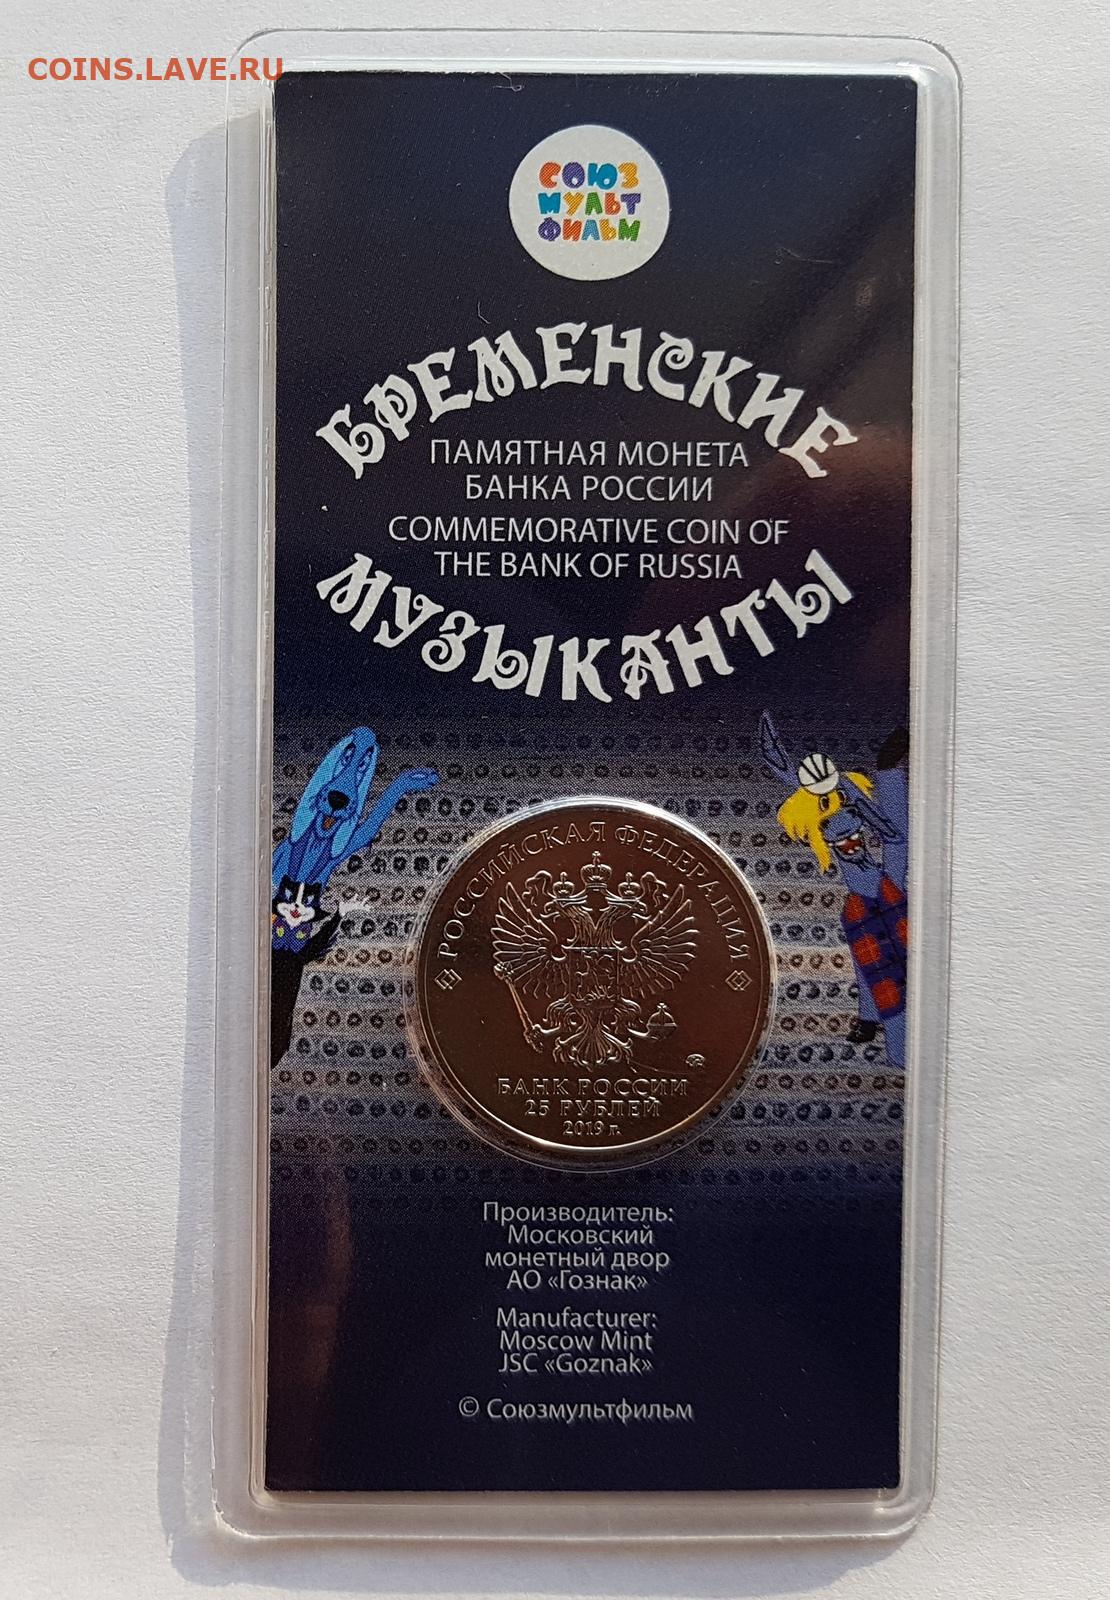 COINS.LAVE.RU
СОЮЗ
МУЛЬТ
ФИЛЬМ
БРЕМЕНСКИЕ
ПАМЯТНАЯ МОНЕТА
БАНКА РОССИИ
COMMEMORATIVE COIN OF
THE BANK OF RUSSIA
МУЗЫКАНТЫ
РОССИЙСКАЯ ФЕДЕРАЦИЯ
БАНК РОССИИ
25 РУБЛЕЙ
2019 г.
Производитель:
Московский
монетный двор
АО «Гознак»
Manufacturer:
Moscow Mint
JSC «Goznak»
© Союзмультфильм